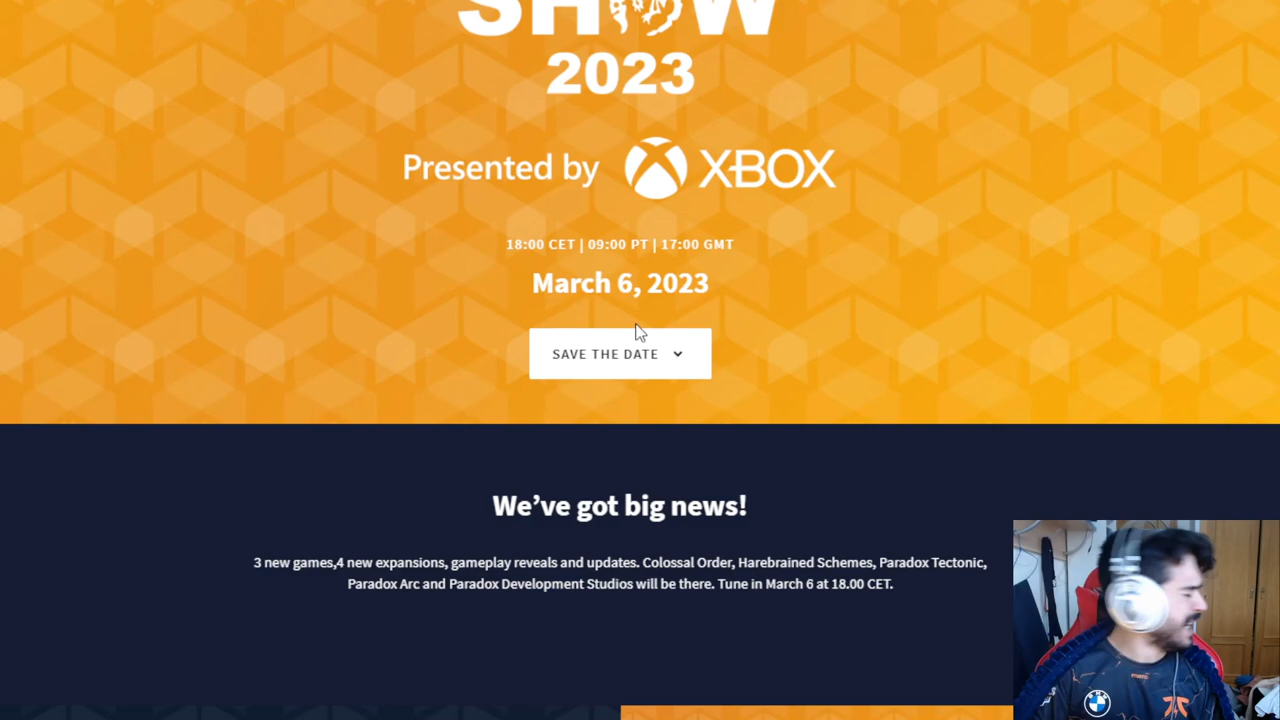 SHOW
2023
Presented by XBOX
18:00 CET | 09:00 PT | 17:00 GMT
March 6, 2023
SAVE THE DATE
We’ve got big news!
3 new games,4 new expansions, gameplay reveals and updates. Colossal Order, Harebrained Schemes, Paradox Tectonic,
Paradox Arc and Paradox Development Studios will be there. Tune in March 6 at 18.00 CET.
BMW